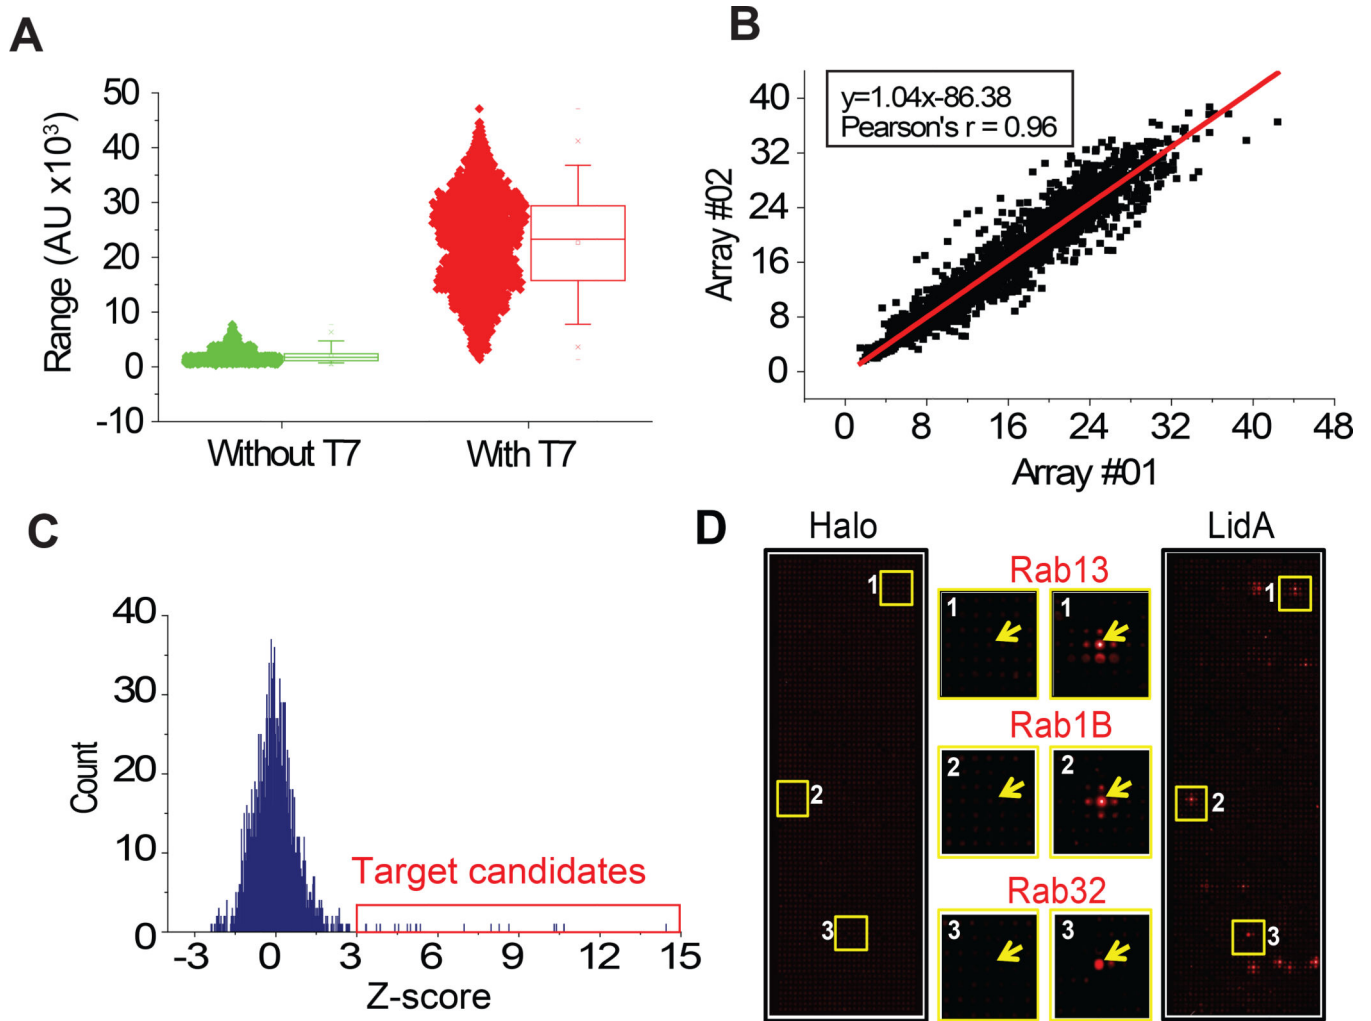 A
Range (AU x10³)
50
40
30
20
10
0
-10
Without T7
With T7
B
y=1.04x-86.38
Pearson's r = 0.96
Array #02
40
32
24
16
8
0
0 8 16 24 32 40 48
Array #01
C
Count
40
30
20
10
0
Target candidates
-3 0 3 6 9 12 15
Z-score
D
Halo
LidA
Rab13
1
1
1
1
Rab1B
2
2
2
2
Rab32
3
3
3
3